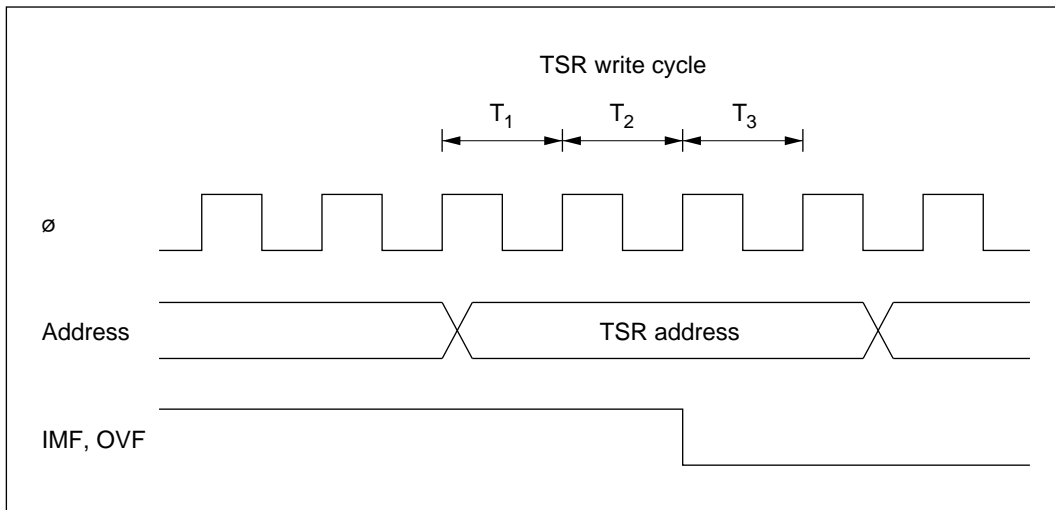 TSR write cycle
T1 T2 T3
ø
Address
TSR address
IMF, OVF